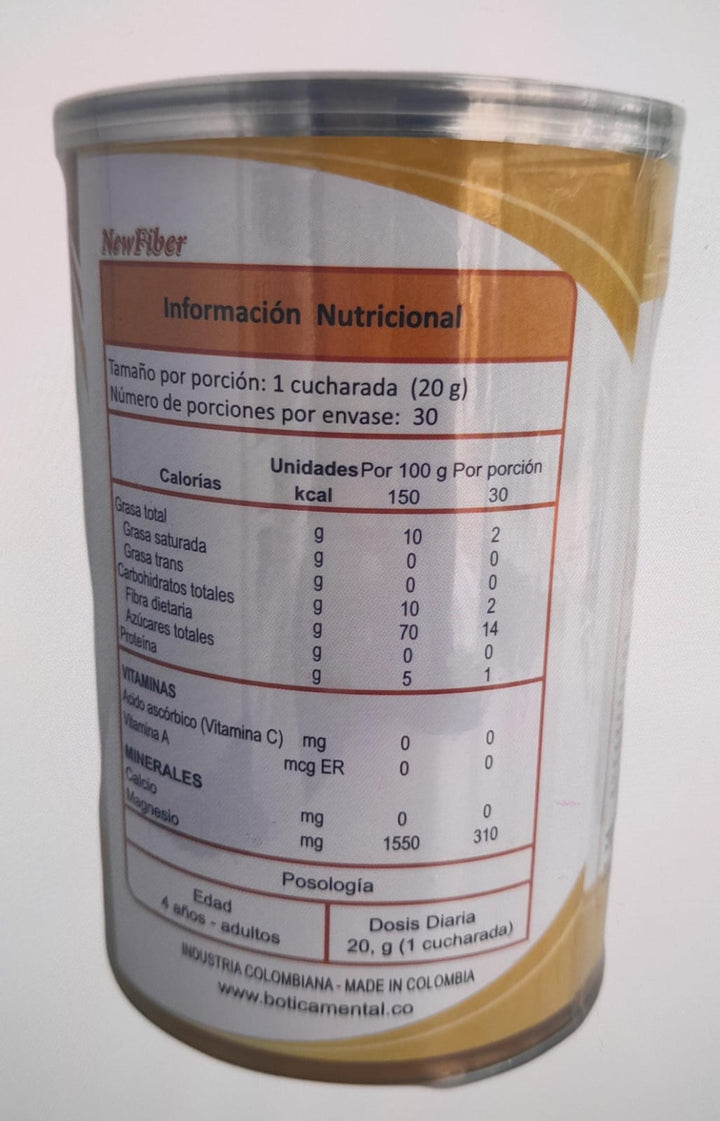 NewFiber
Información Nutricional
Tamaño por porción: 1 cucharada (20 g)
Número de porciones por envase: 30
Unidades Por 100 g Por porción
Calorías kcal 150 30
Grasa total g 10 2
Grasa saturada g 0 0
Grasa trans g 0 0
Carbohidratos totales g 10 2
Fibra dietaria g 70 14
Azúcares totales g 0 0
Proteína g 5 1
VITAMINAS
Acido ascórbico (Vitamina C) mg 0 0
Vitamina A mcg ER 0 0
MINERALES
Calcio mg 0 0
Magnesio mg 1550 310
Posología
Edad Dosis Diaria
4 años - adultos 20, g (1 cucharada)
INDUSTRIA COLOMBIANA - MADE IN COLOMBIA
www.boticamental.co